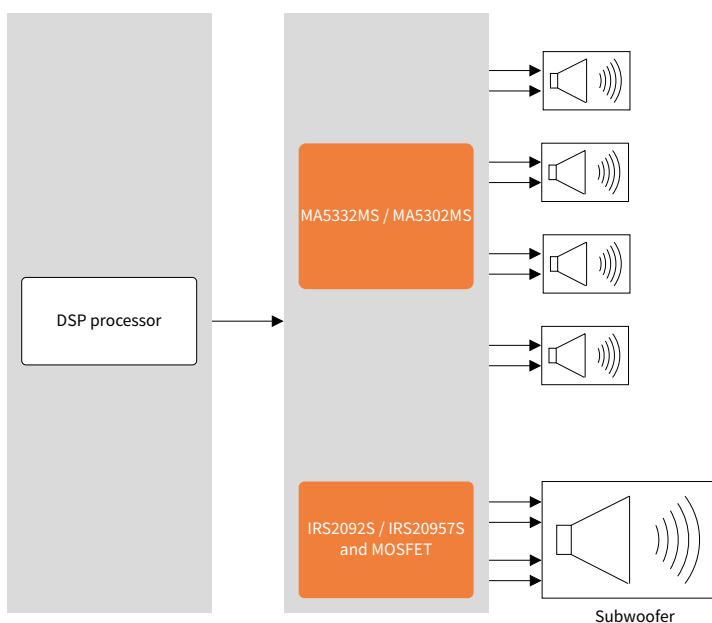 MA5332MS / MA5302MS
DSP processor
IRS2092S / IRS20957S
and MOSFET
Subwoofer